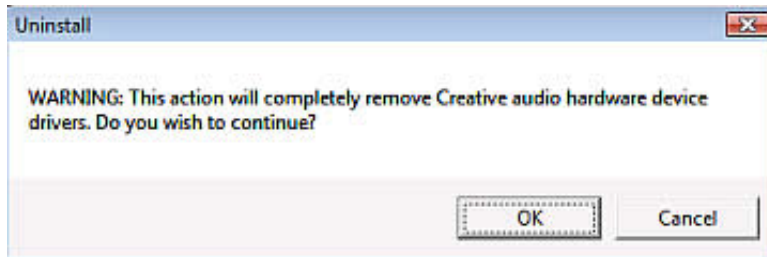 Uninstall
WARNING: This action will completely remove Creative audio hardware device
drivers. Do you wish to continue?
OK
Cancel